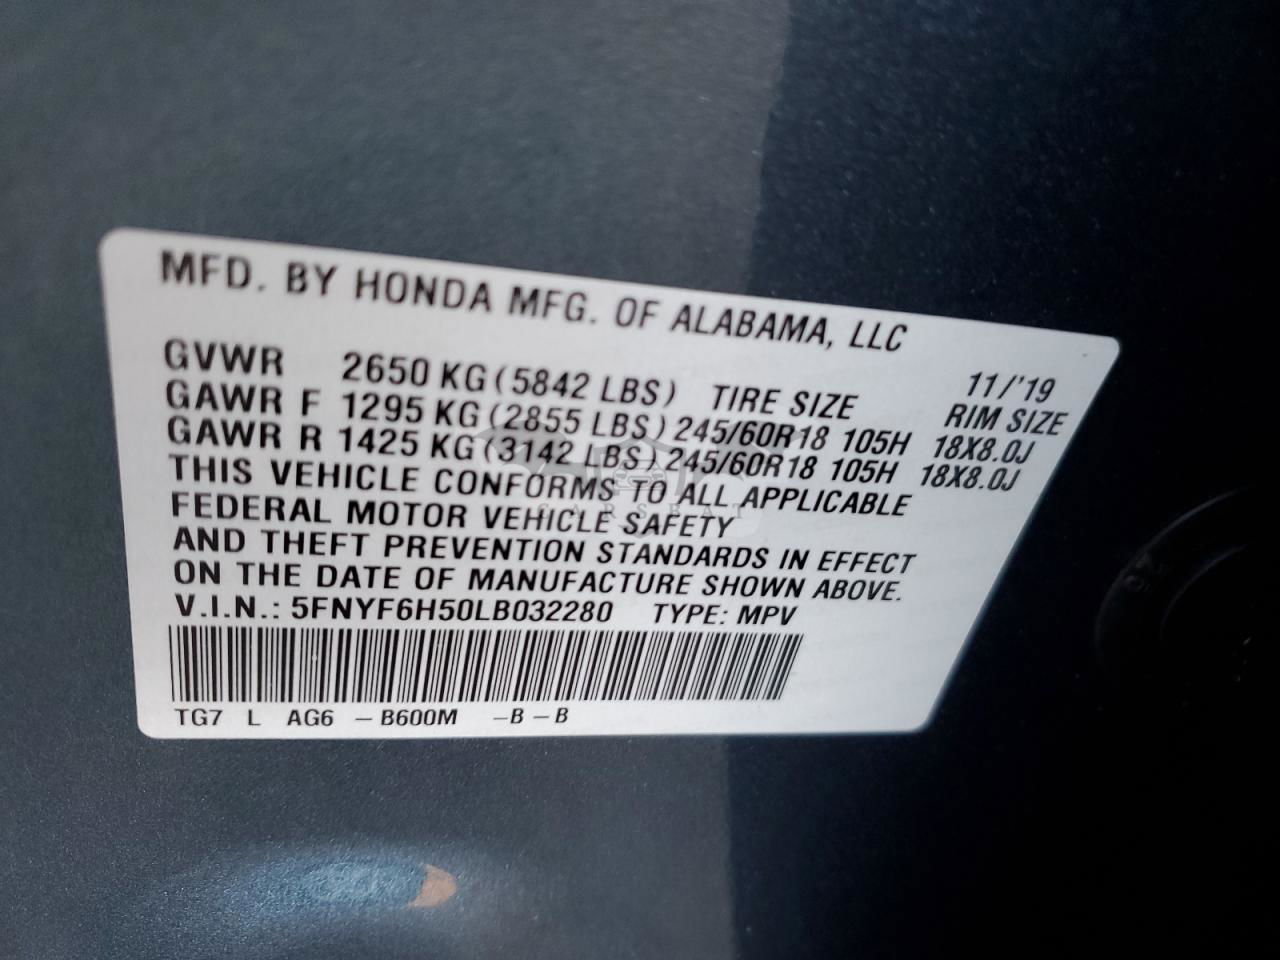 MFD. BY HONDA MFG. OF ALABAMA, LLC
GVWR 2650 KG (5842 LBS) TIRE SIZE 11/'19 RIM SIZE
GAWR F 1295 KG (2855 LBS) 245/60R18 105H 18X8.0J
GAWR R 1425 KG (3142 LBS) 245/60R18 105H 18X8.0J
THIS VEHICLE CONFORMS TO ALL APPLICABLE
FEDERAL MOTOR VEHICLE SAFETY
AND THEFT PREVENTION STANDARDS IN EFFECT
ON THE DATE OF MANUFACTURE SHOWN ABOVE.
V.I.N.: 5FNYF6H50LB032280 TYPE: MPV
TG7 L AG6 - B600M -B - B
CARSBAT
26